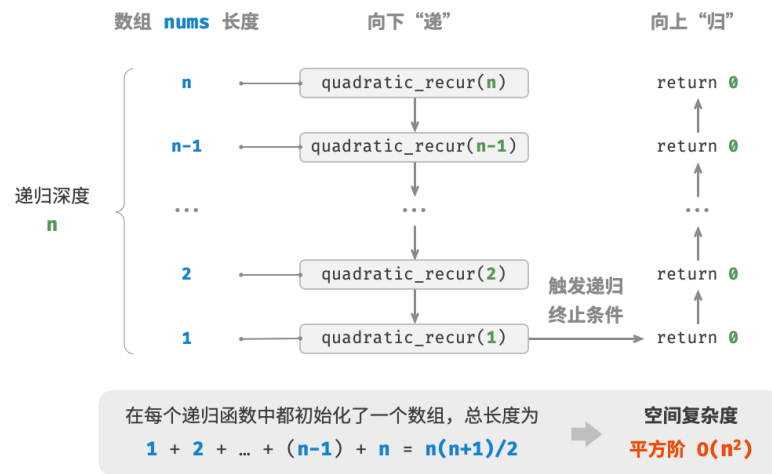 数组 nums 长度 向下“递” 向上“归”
n quadratic_recur(n) return 0
n-1 quadratic_recur(n-1) return 0
递归深度
n
... ... ...
2 quadratic_recur(2) return 0
触发递归
终止条件
1 quadratic_recur(1) return 0
在每个递归函数中都初始化了一个数组，总长度为
1 + 2 + … + (n-1) + n = n(n+1)/2
空间复杂度
平方阶 O(n²)